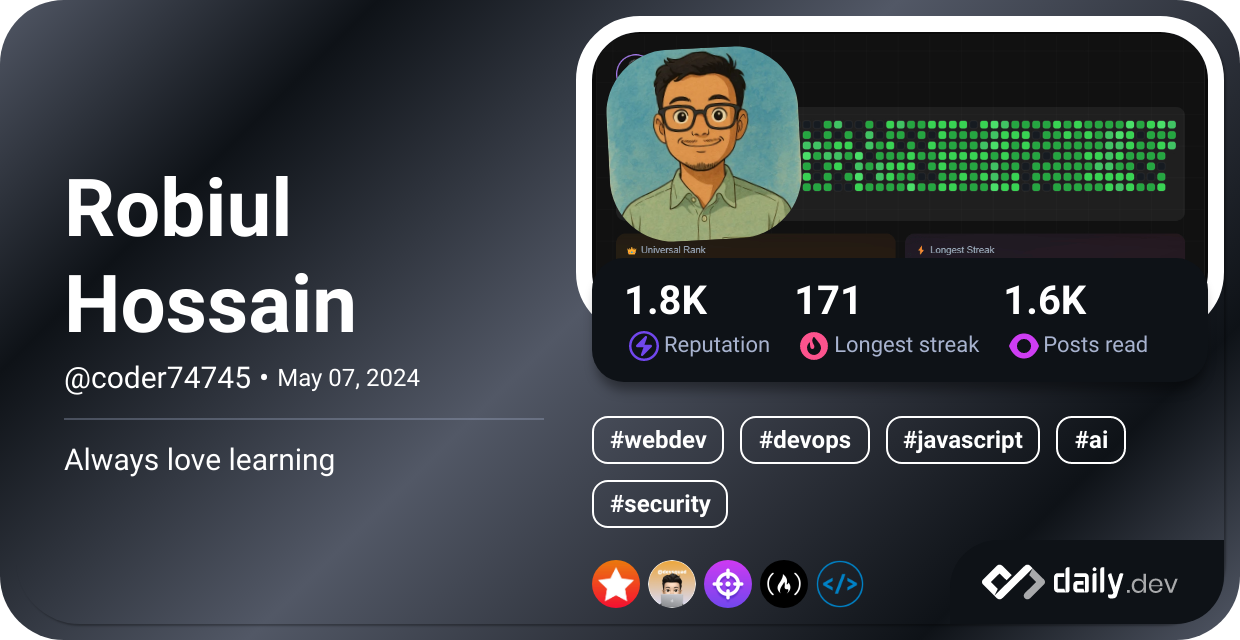 Robiul
Hossain
@coder74745 • May 07, 2024
Always love learning
Universal Rank
Longest Streak
1.8K
171
1.6K
Reputation
Longest streak
Posts read
#webdev
#devops
#javascript
#ai
#security
</>
daily.dev